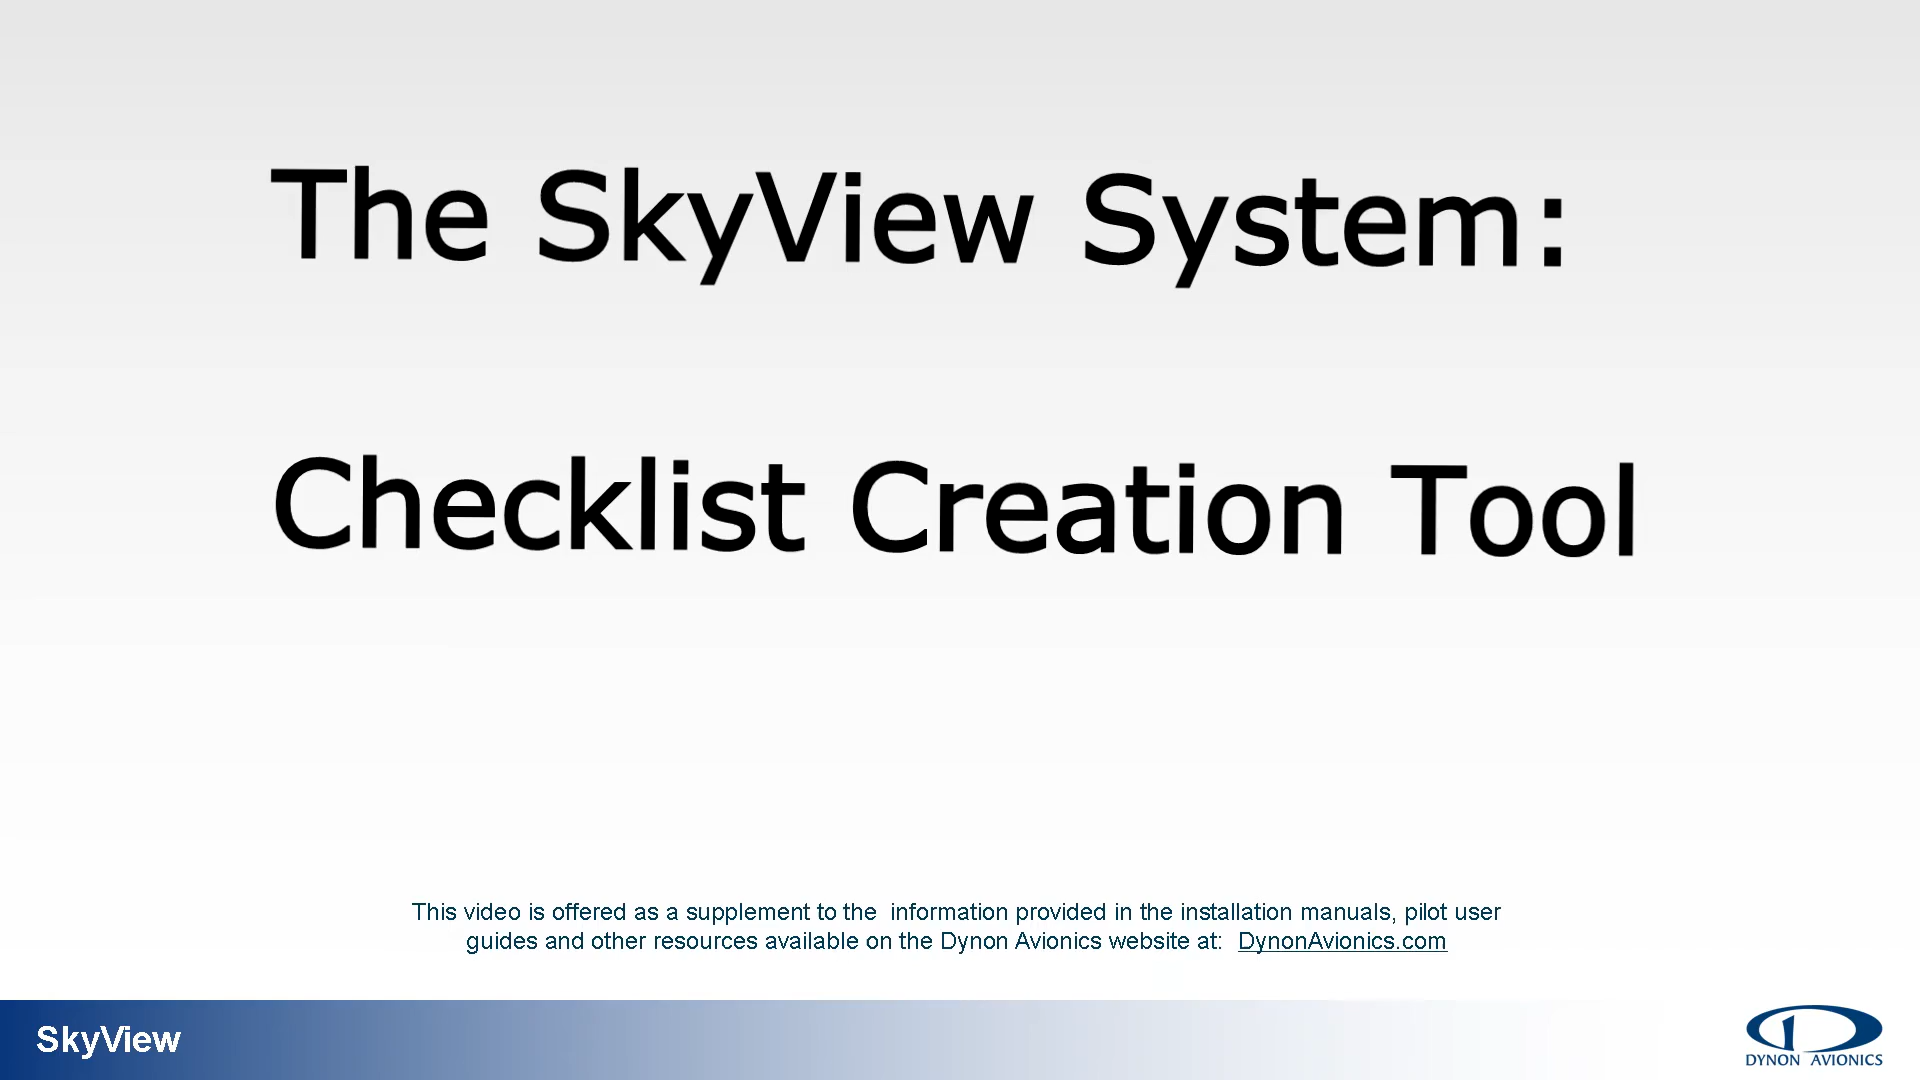 The SkyView System:
Checklist Creation Tool
This video is offered as a supplement to the  information provided in the installation manuals, pilot user
guides and other resources available on the Dynon Avionics website at:  DynonAvionics.com
SkyView
DYNON AVIONICS